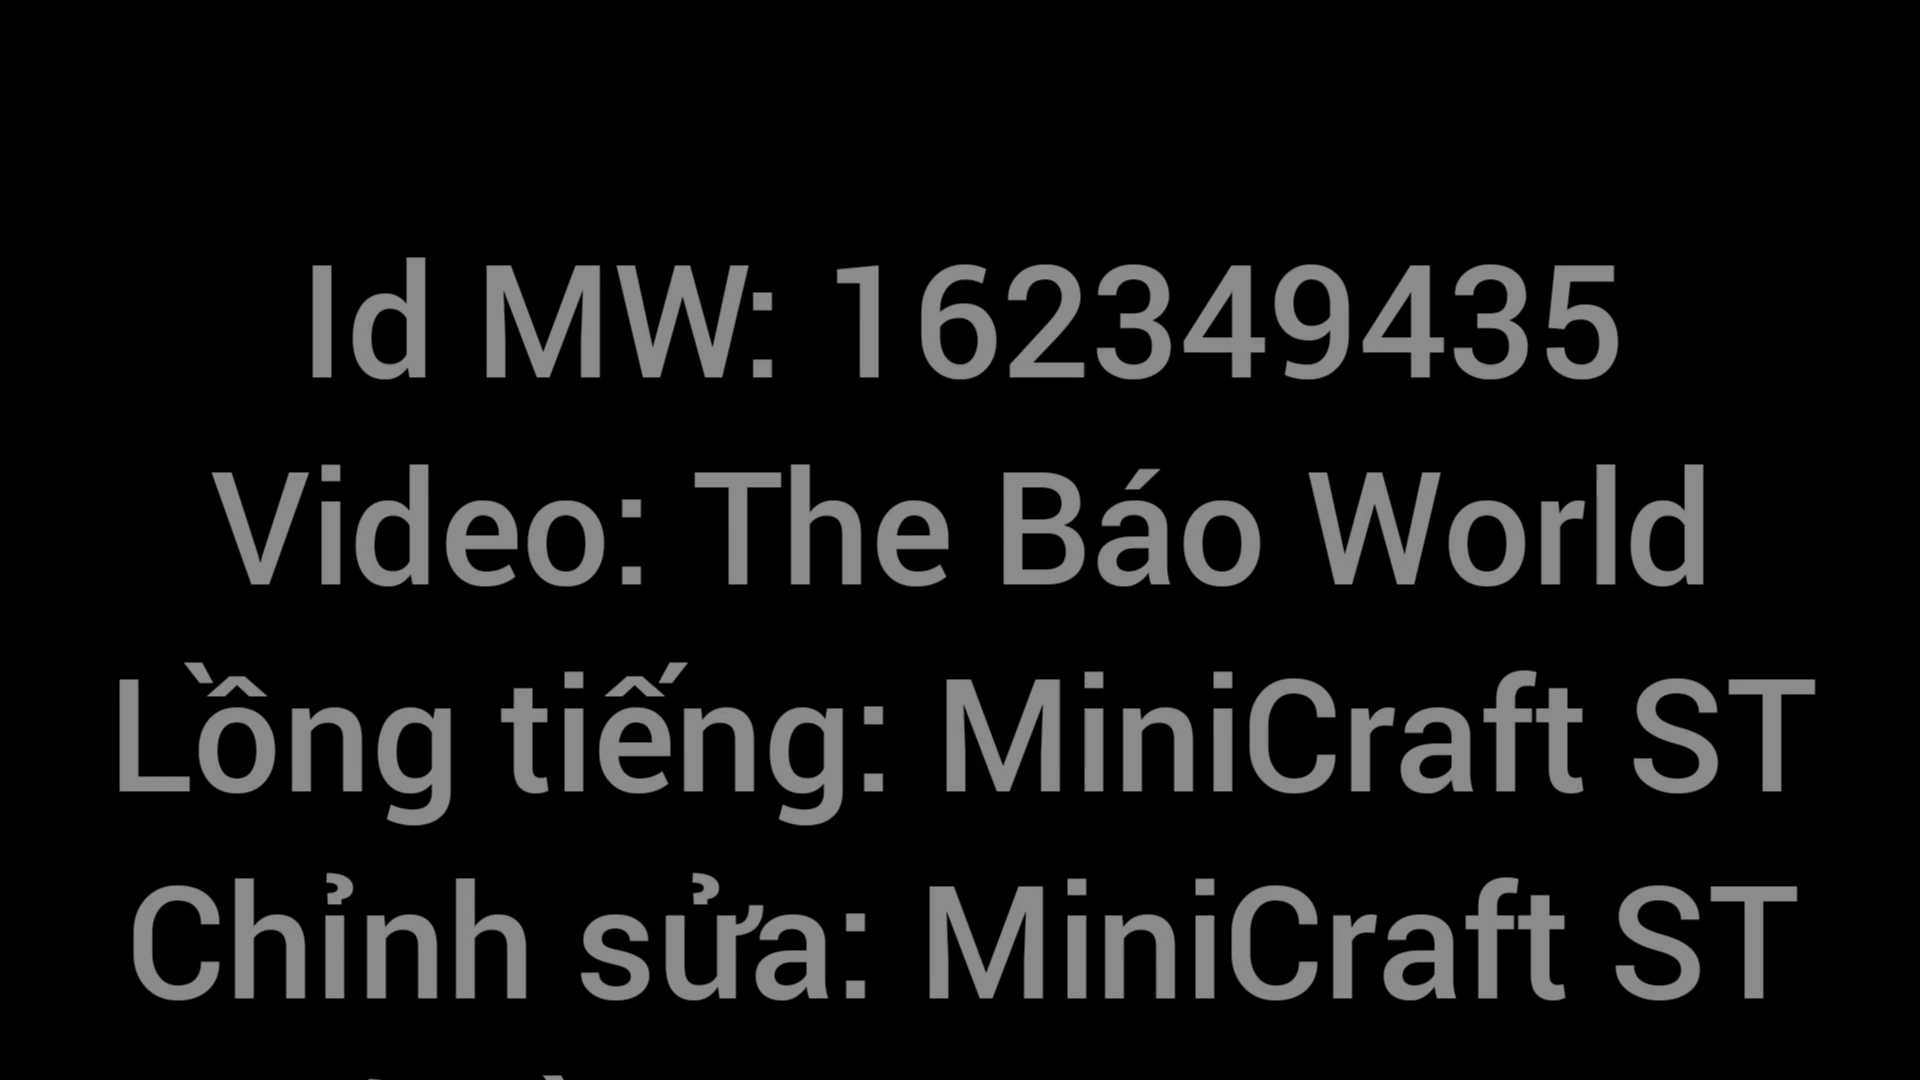 Id MW: 162349435
Video: The Báo World
Lồng tiếng: MiniCraft ST
Chỉnh sửa: MiniCraft ST